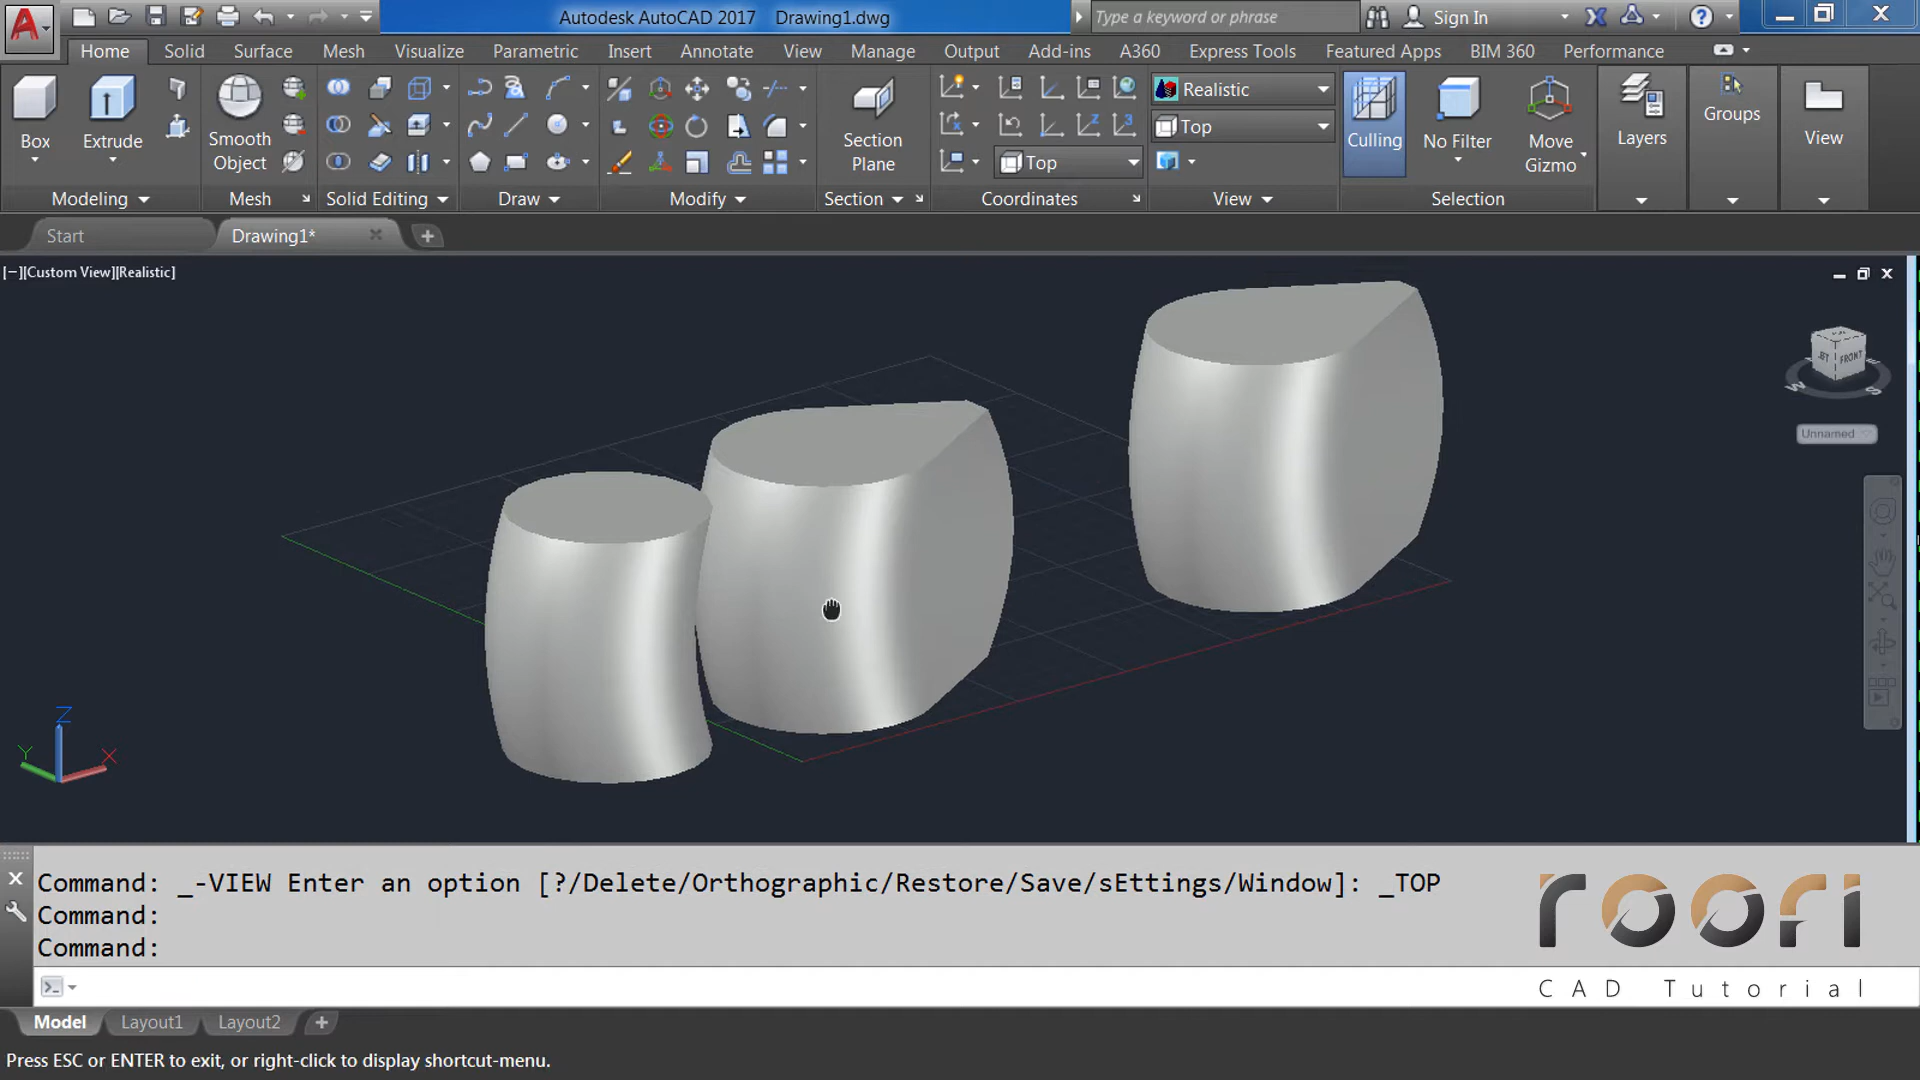 Autodesk AutoCAD 2017 Drawing1.dwg
Type a keyword or phrase
Sign In
Home Solid Surface Mesh Visualize Parametric Insert Annotate View Manage Output Add-ins A360 Express Tools Featured Apps BIM 360 Performance
Box
Extrude
Smooth
Object
Section
Plane
Top
Realistic
Top
Culling
No Filter
Move
Gizmo
Layers
Groups
View
Modeling
Mesh
Solid Editing
Draw
Modify
Section
Coordinates
View
Selection
Start
Drawing1*
[−][Custom View][Realistic]
FRONT
W
S
Unnamed
Z
Y
X
Command: _-VIEW Enter an option [?/Delete/Orthographic/Restore/Save/sEttings/Window]: _TOP
Command:
Command:
roofi
CAD Tutorial
Model Layout1 Layout2
Press ESC or ENTER to exit, or right-click to display shortcut-menu.